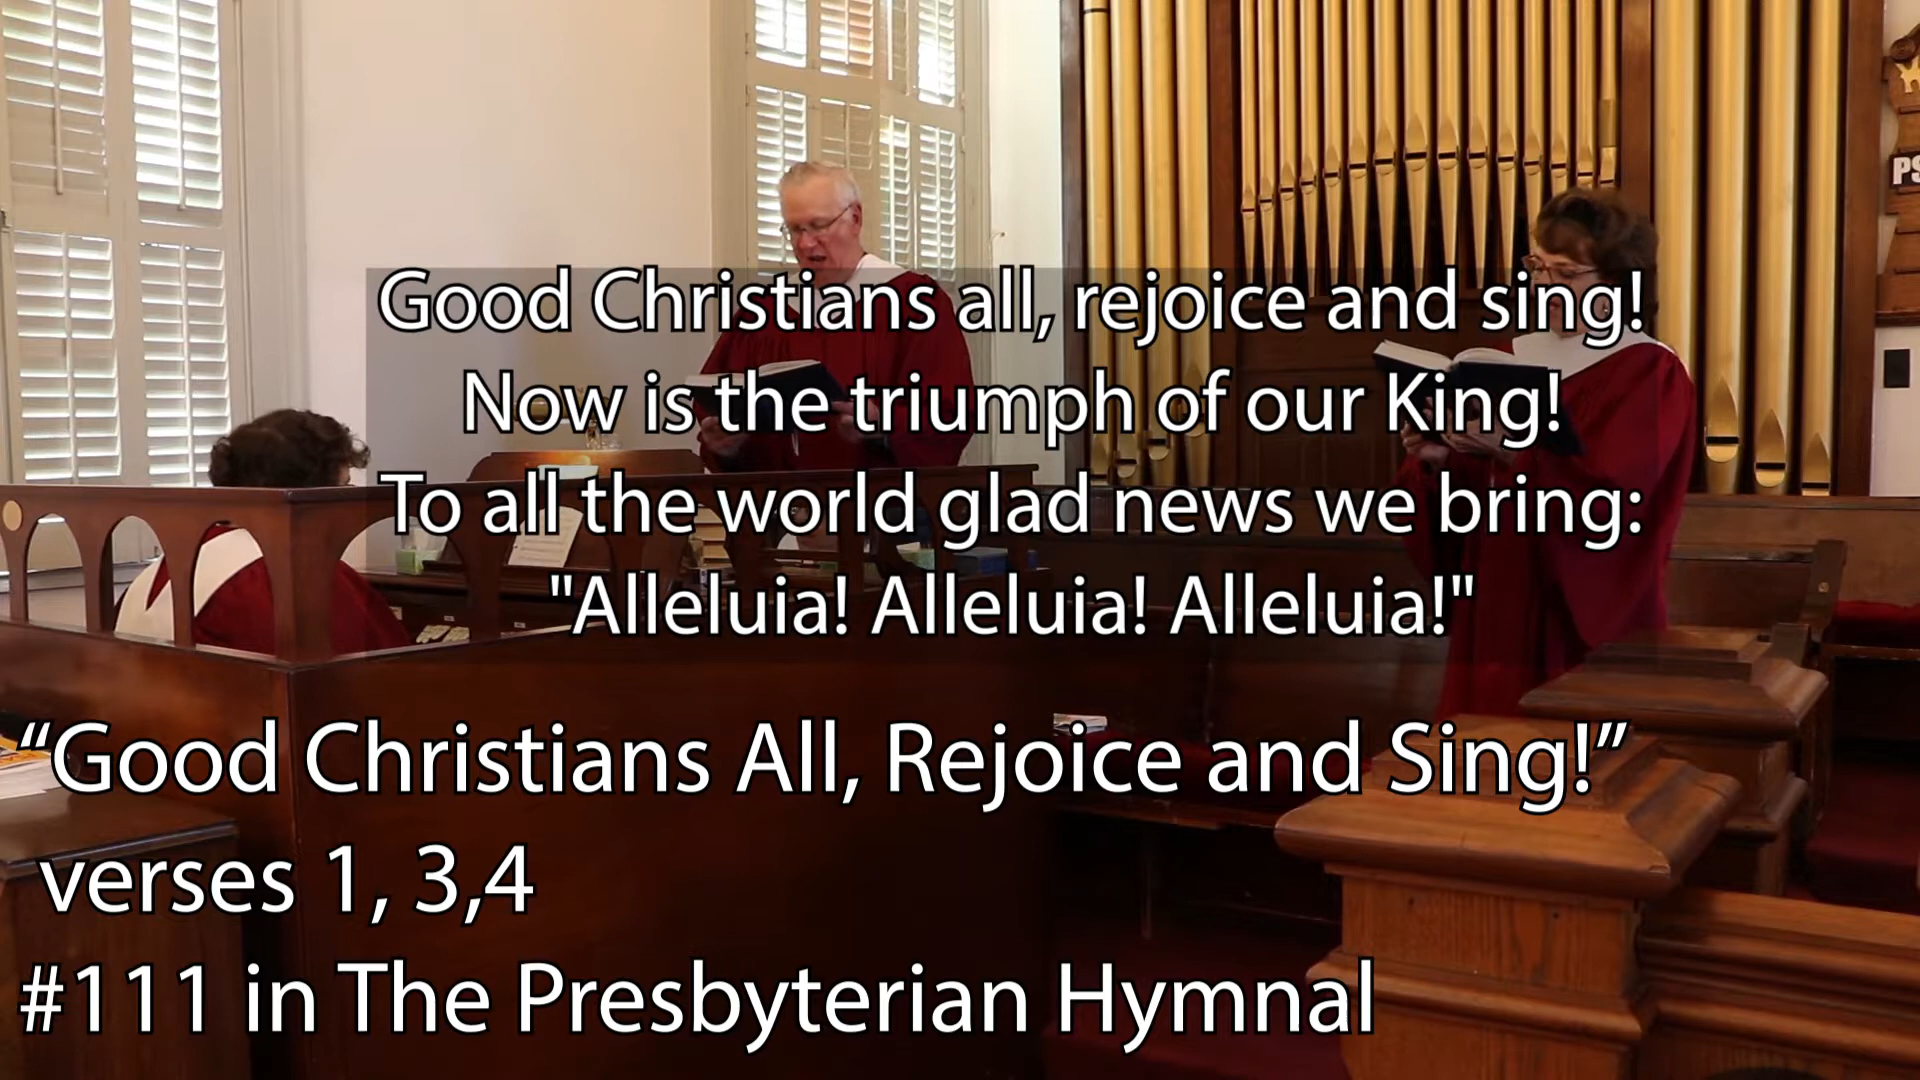 Good Christians all, rejoice and sing!
Now is the triumph of our King!
To all the world glad news we bring:
"Alleluia! Alleluia! Alleluia!"
“Good Christians All, Rejoice and Sing!”
verses 1, 3,4
#111 in The Presbyterian Hymnal